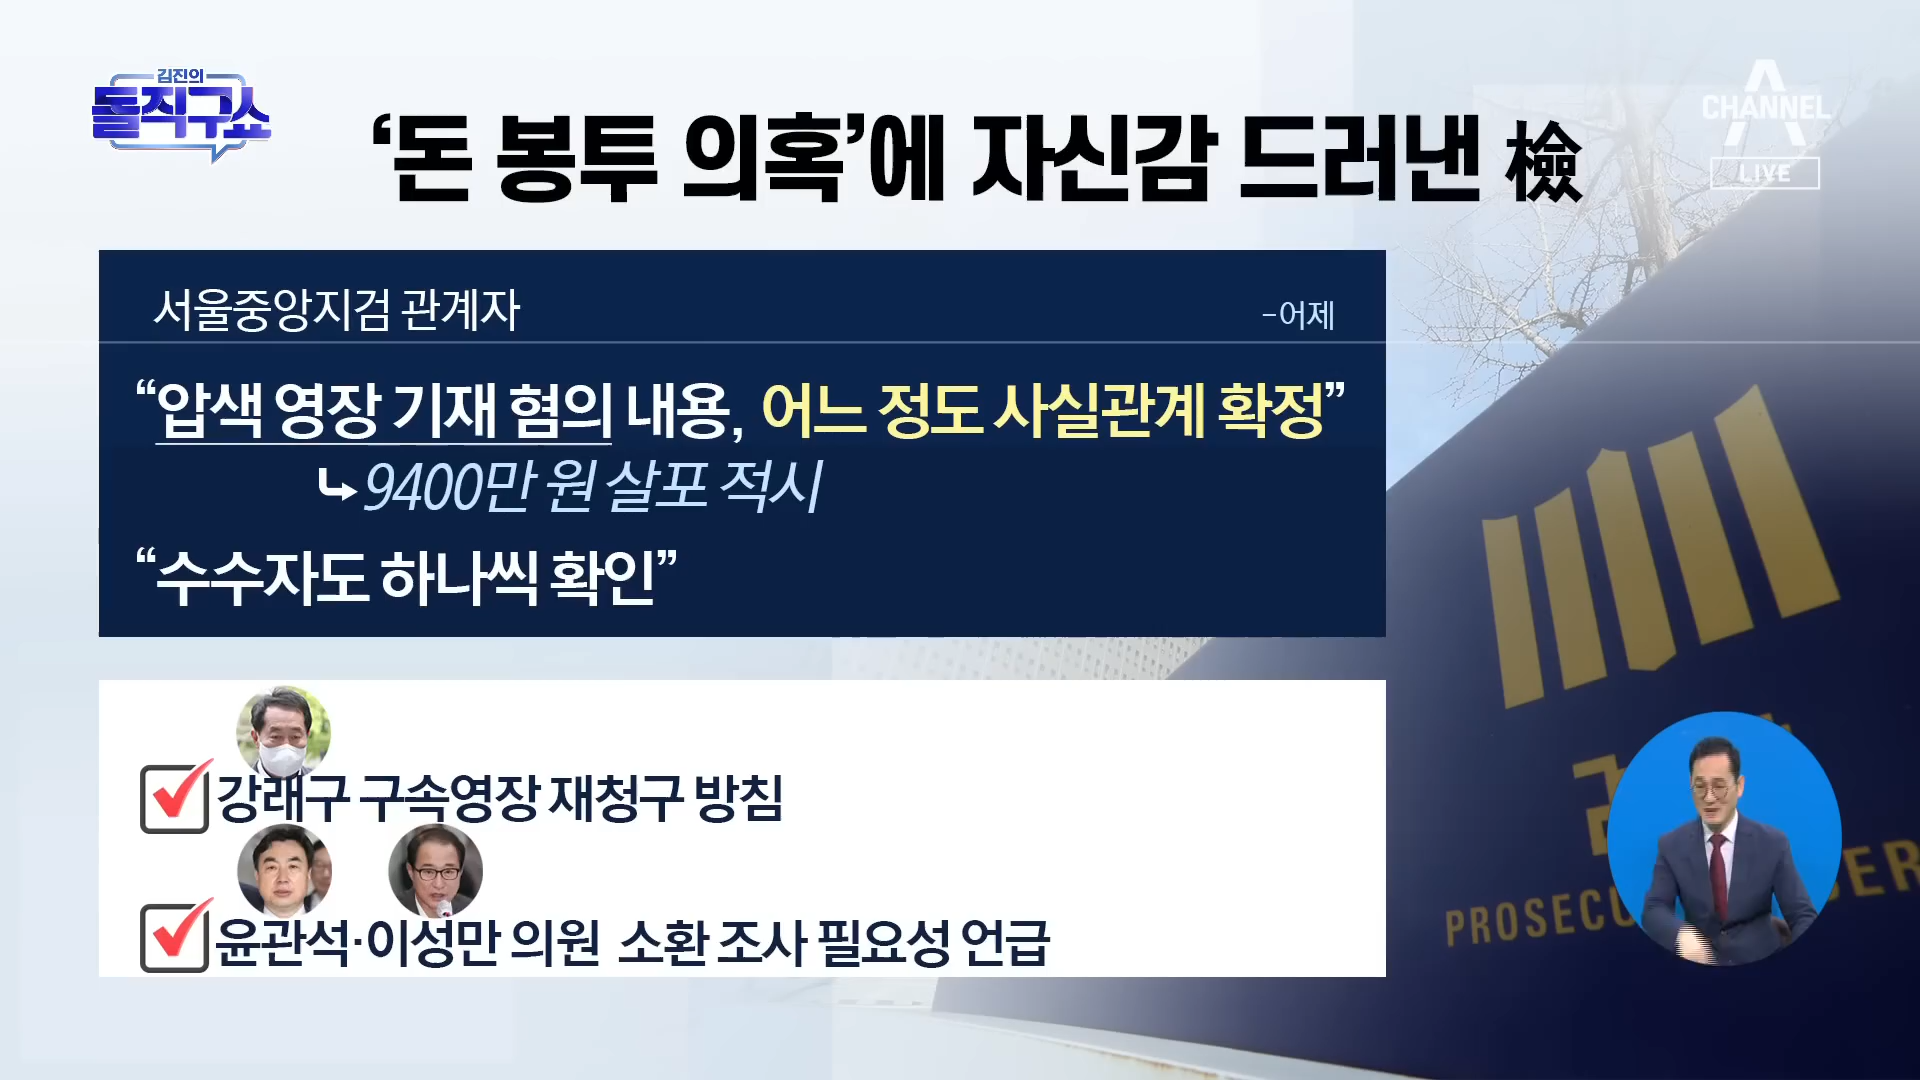 김진의
돌직구쇼
‘돈 봉투 의혹’에 자신감 드러낸 檢
CHANNEL A
LIVE
서울중앙지검 관계자
-어제
“압색 영장 기재 혐의 내용, 어느 정도 사실관계 확정”
9400만 원 살포 적시
“수수자도 하나씩 확인”
강래구 구속영장 재청구 방침
윤관석·이성만 의원 소환 조사 필요성 언급